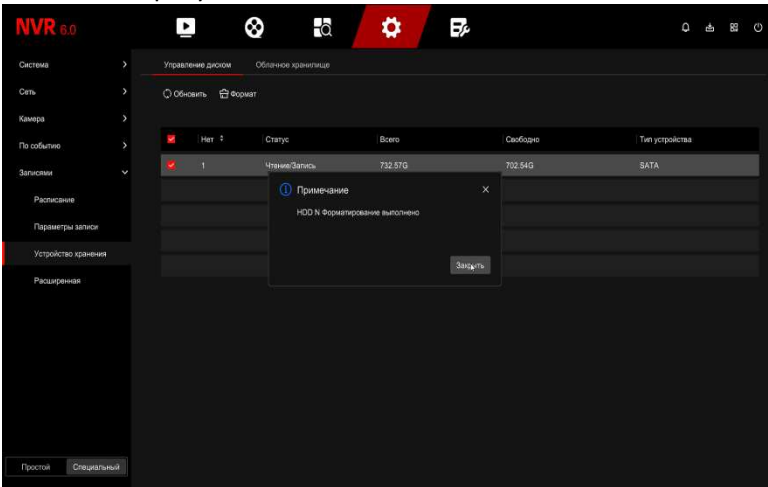 NVR 6.0
Система
Сеть
Камера
По событию
Записями
Расписание
Параметры записи
Устройство хранения
Расширенная
Простой Специальный
Управление диском Облачное хранилище
Обновить Формат
Нет Статус Всего Свободно Тип устройства
1 Чтение/Запись 732.57G 702.54G SATA
Примечание
HDD N Форматирование выполнено
Закрыть